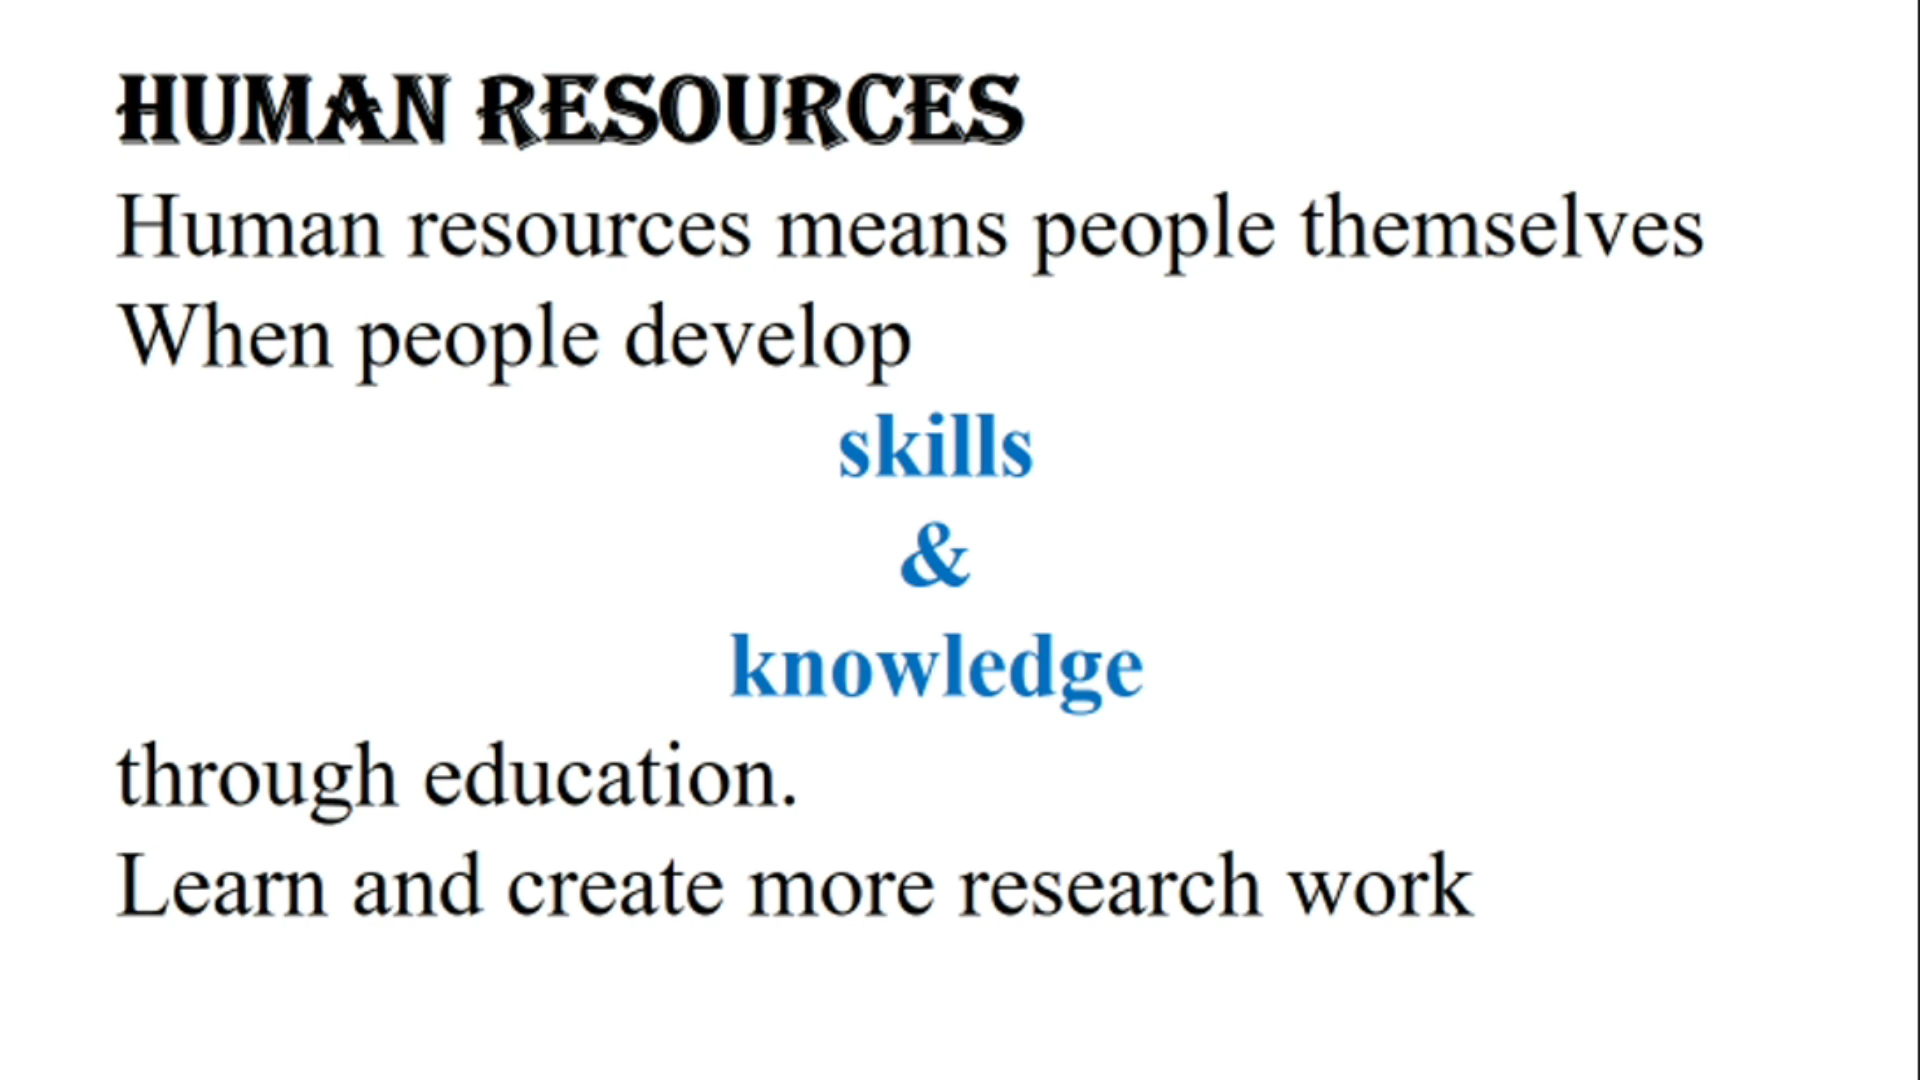 HUMAN RESOURCES
Human resources means people themselves
When people develop
skills
&
knowledge
through education.
Learn and create more research work